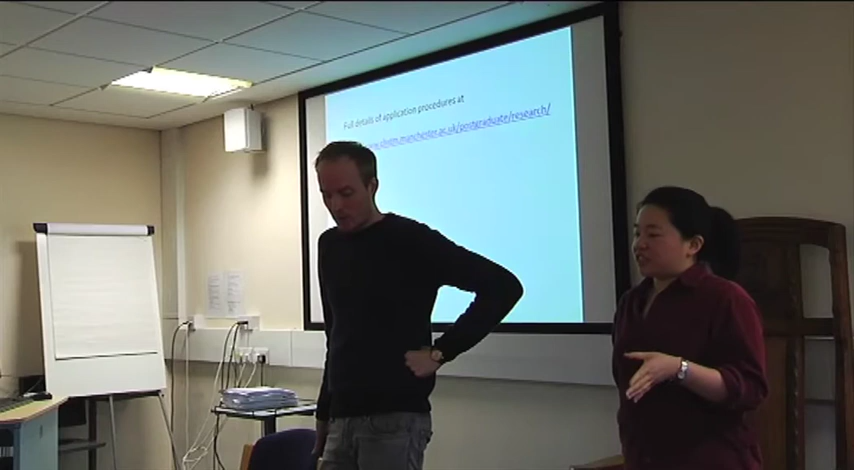 Full details of application procedures at
.manchester.ac.uk/postgraduate/research/